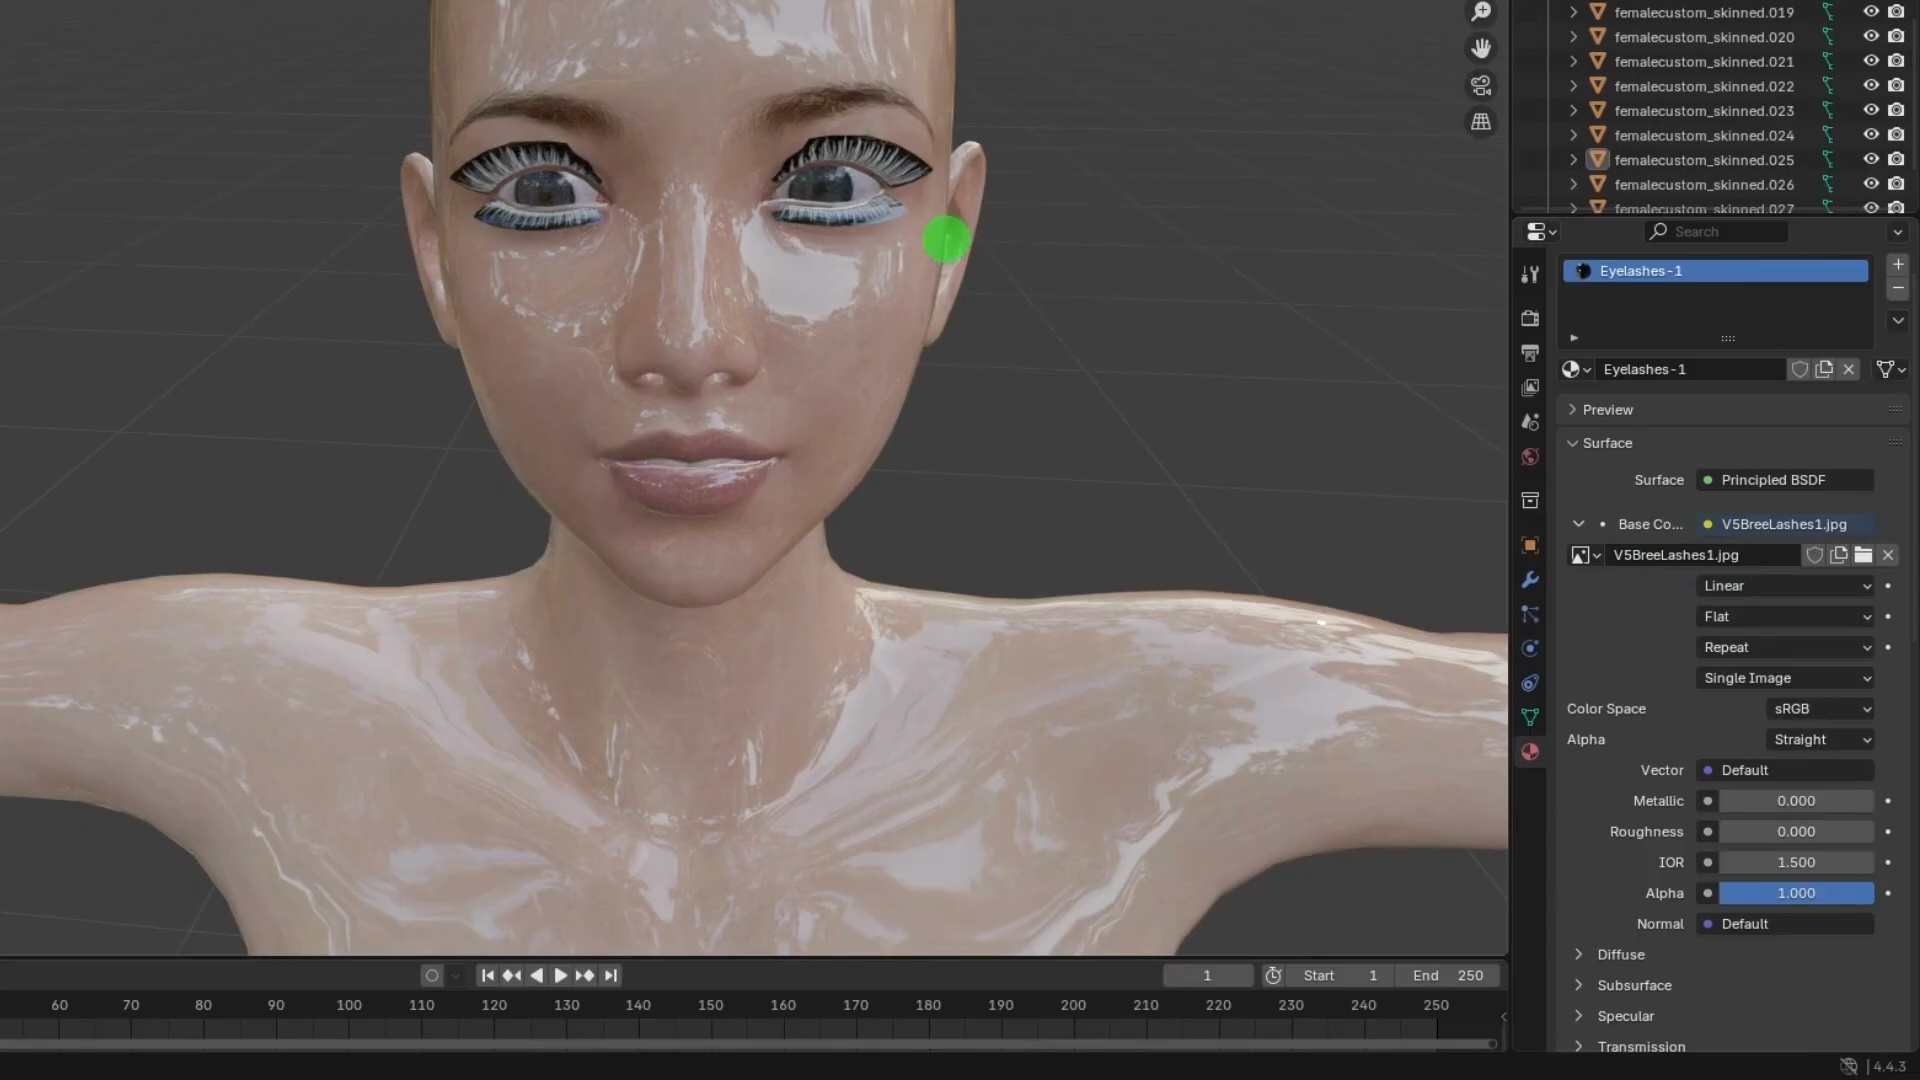 femalecustom_skinned.019
femalecustom_skinned.020
femalecustom_skinned.021
femalecustom_skinned.022
femalecustom_skinned.023
femalecustom_skinned.024
femalecustom_skinned.025
femalecustom_skinned.026
femalecustom_skinned.027
Search
Eyelashes-1
Eyelashes-1
Preview
Surface
Surface Principled BSDF
Base Co... V5BreeLashes1.jpg
V5BreeLashes1.jpg
Linear
Flat
Repeat
Single Image
Color Space sRGB
Alpha Straight
Vector Default
Metallic 0.000
Roughness 0.000
IOR 1.500
Alpha 1.000
Normal Default
Diffuse
Subsurface
Specular
Transmission
1 Start 1 End 250
60 70 80 90 100 110 120 130 140 150 160 170 180 190 200 210 220 230 240 250
4.4.3